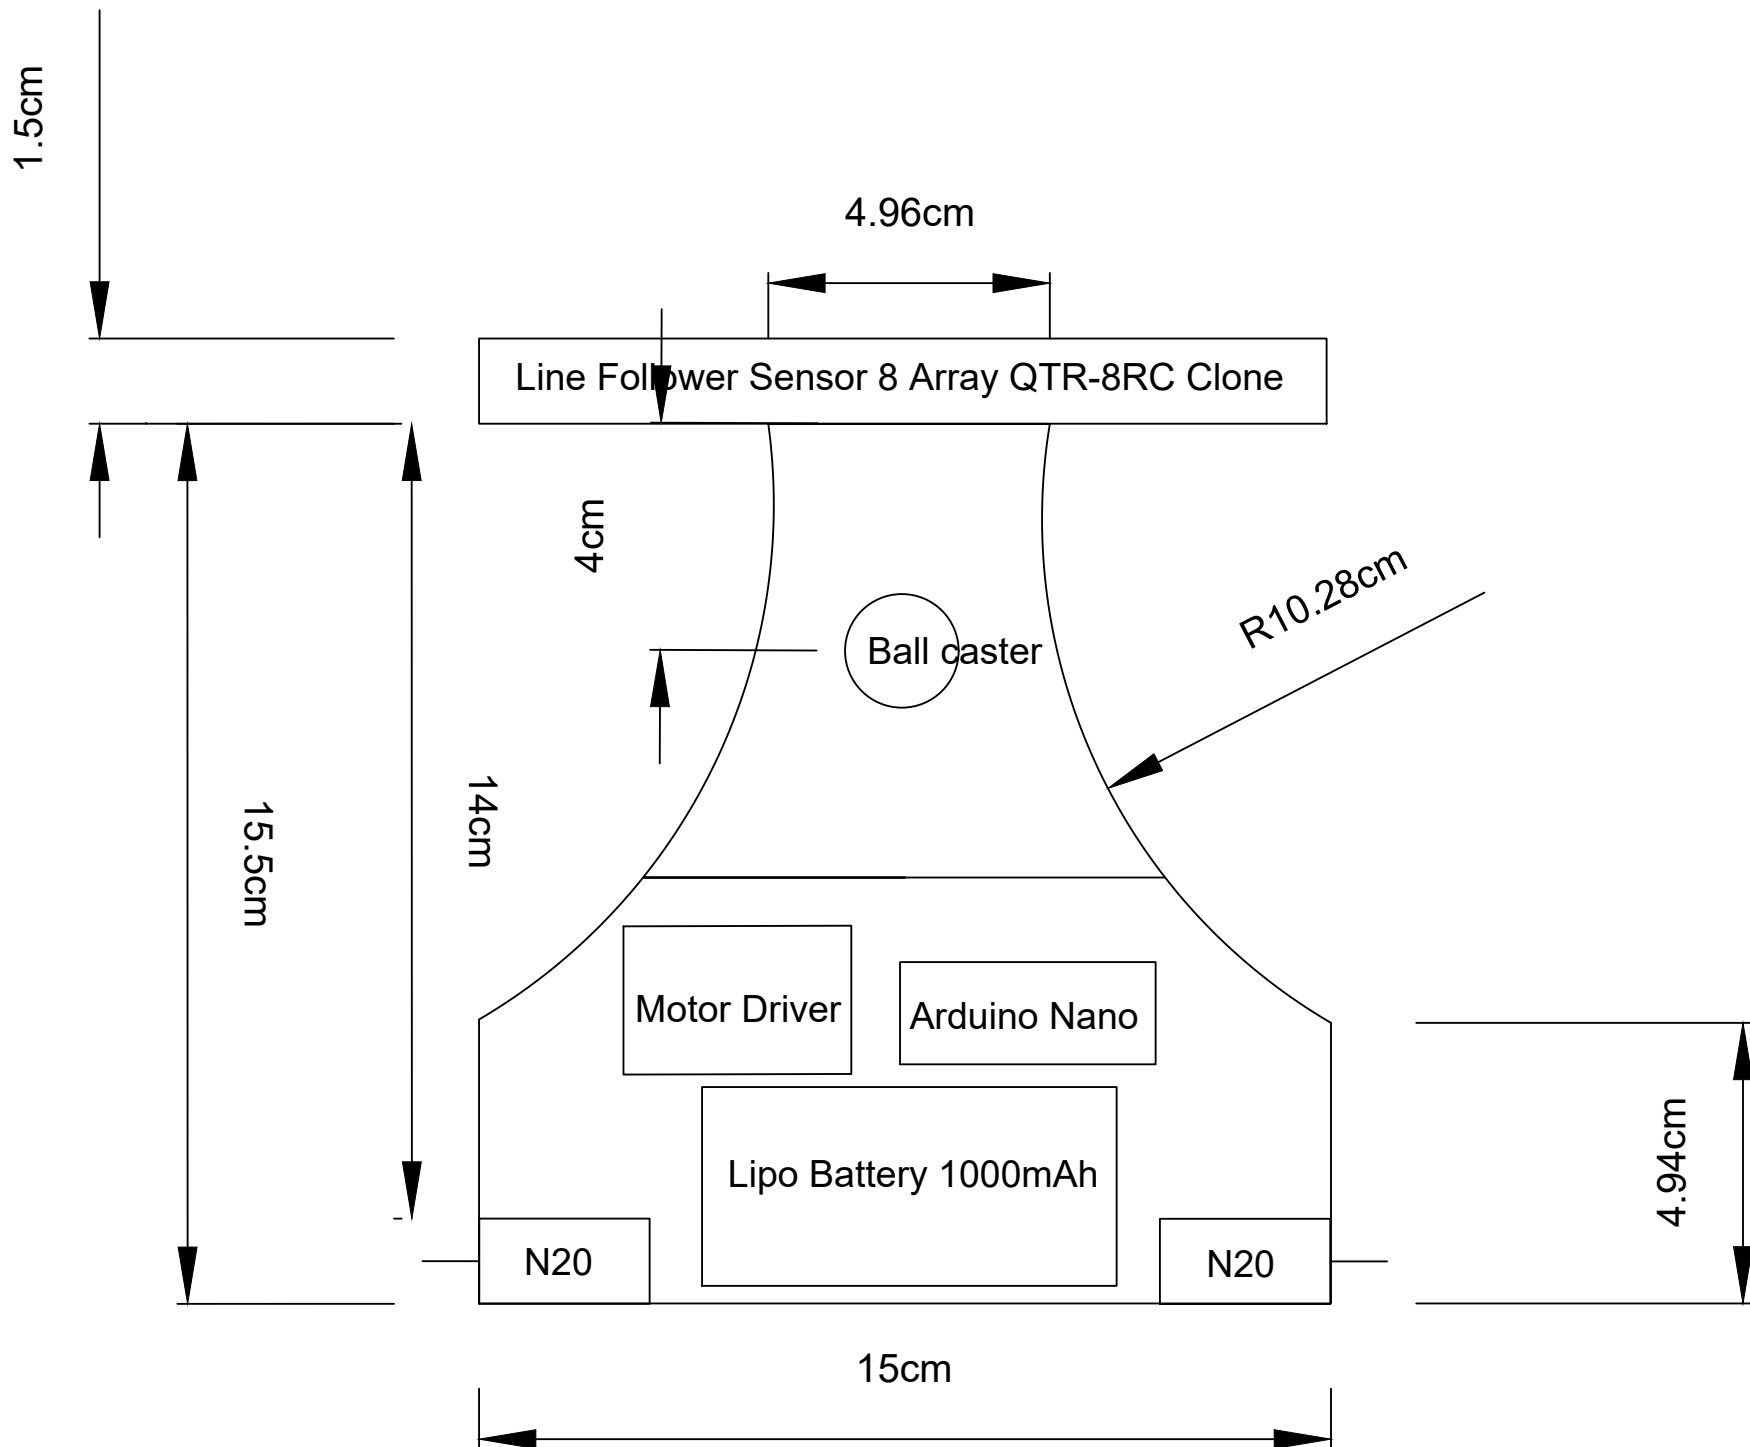 1.5cm
4.96cm
Line Follower Sensor 8 Array QTR-8RC Clone
4cm
R10.28cm
Ball caster
15.5cm
14cm
Motor Driver
Arduino Nano
Lipo Battery 1000mAh
4.94cm
N20
N20
15cm